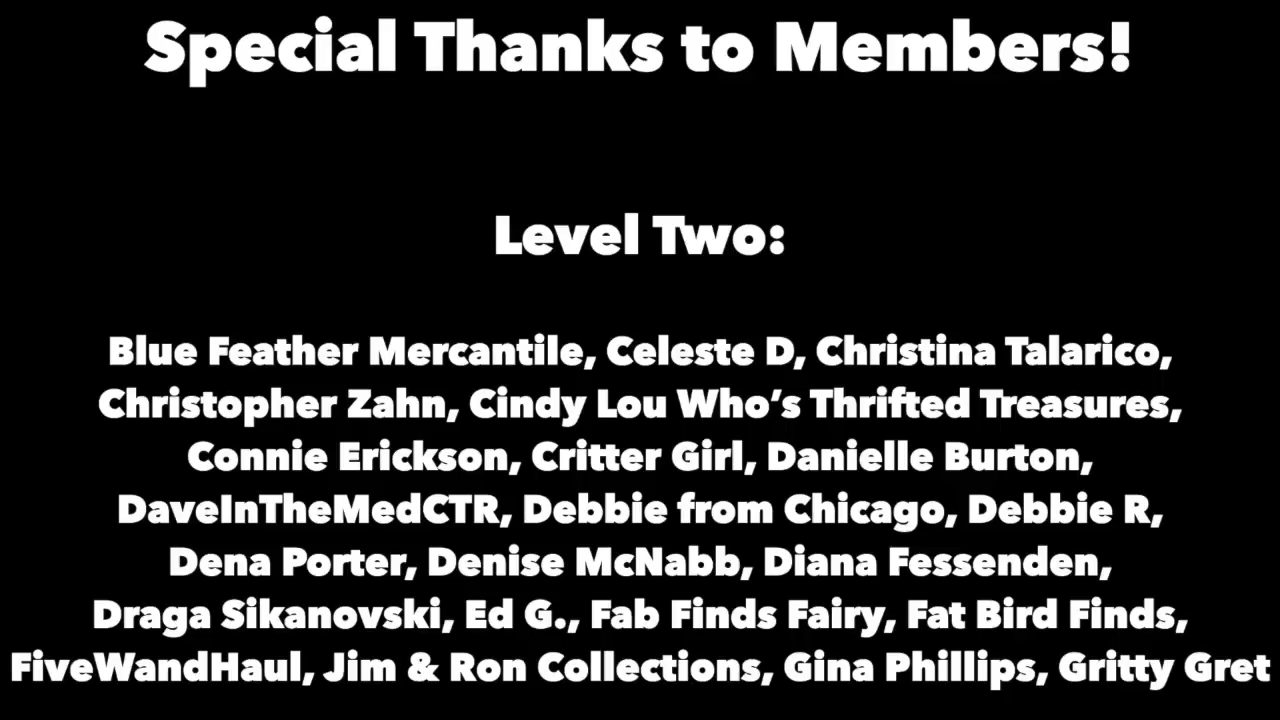 Special Thanks to Members!
Level Two:
Blue Feather Mercantile, Celeste D, Christina Talarico,
Christopher Zahn, Cindy Lou Who’s Thrifted Treasures,
Connie Erickson, Critter Girl, Danielle Burton,
DaveInTheMedCTR, Debbie from Chicago, Debbie R,
Dena Porter, Denise McNabb, Diana Fessenden,
Draga Sikanovski, Ed G., Fab Finds Fairy, Fat Bird Finds,
FiveWandHaul, Jim & Ron Collections, Gina Phillips, Gritty Gret